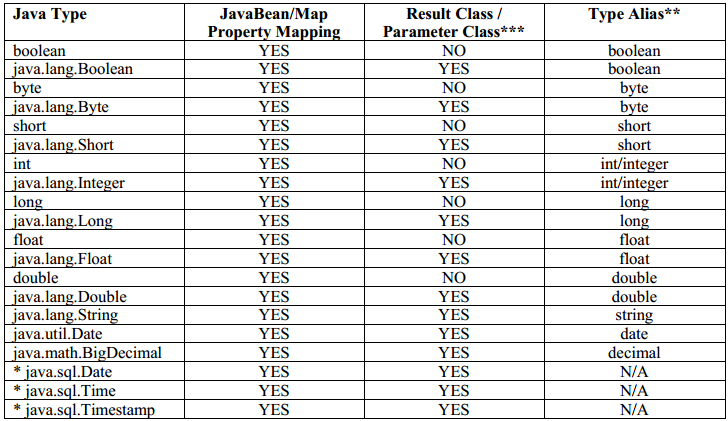 Java Type JavaBean/Map Property Mapping Result Class / Parameter Class*** Type Alias**
boolean YES NO boolean
java.lang.Boolean YES YES boolean
byte YES NO byte
java.lang.Byte YES YES byte
short YES NO short
java.lang.Short YES YES short
int YES NO int/integer
java.lang.Integer YES YES int/integer
long YES NO long
java.lang.Long YES YES long
float YES NO float
java.lang.Float YES YES float
double YES NO double
java.lang.Double YES YES double
java.lang.String YES YES string
java.util.Date YES YES date
java.math.BigDecimal YES YES decimal
* java.sql.Date YES YES N/A
* java.sql.Time YES YES N/A
* java.sql.Timestamp YES YES N/A